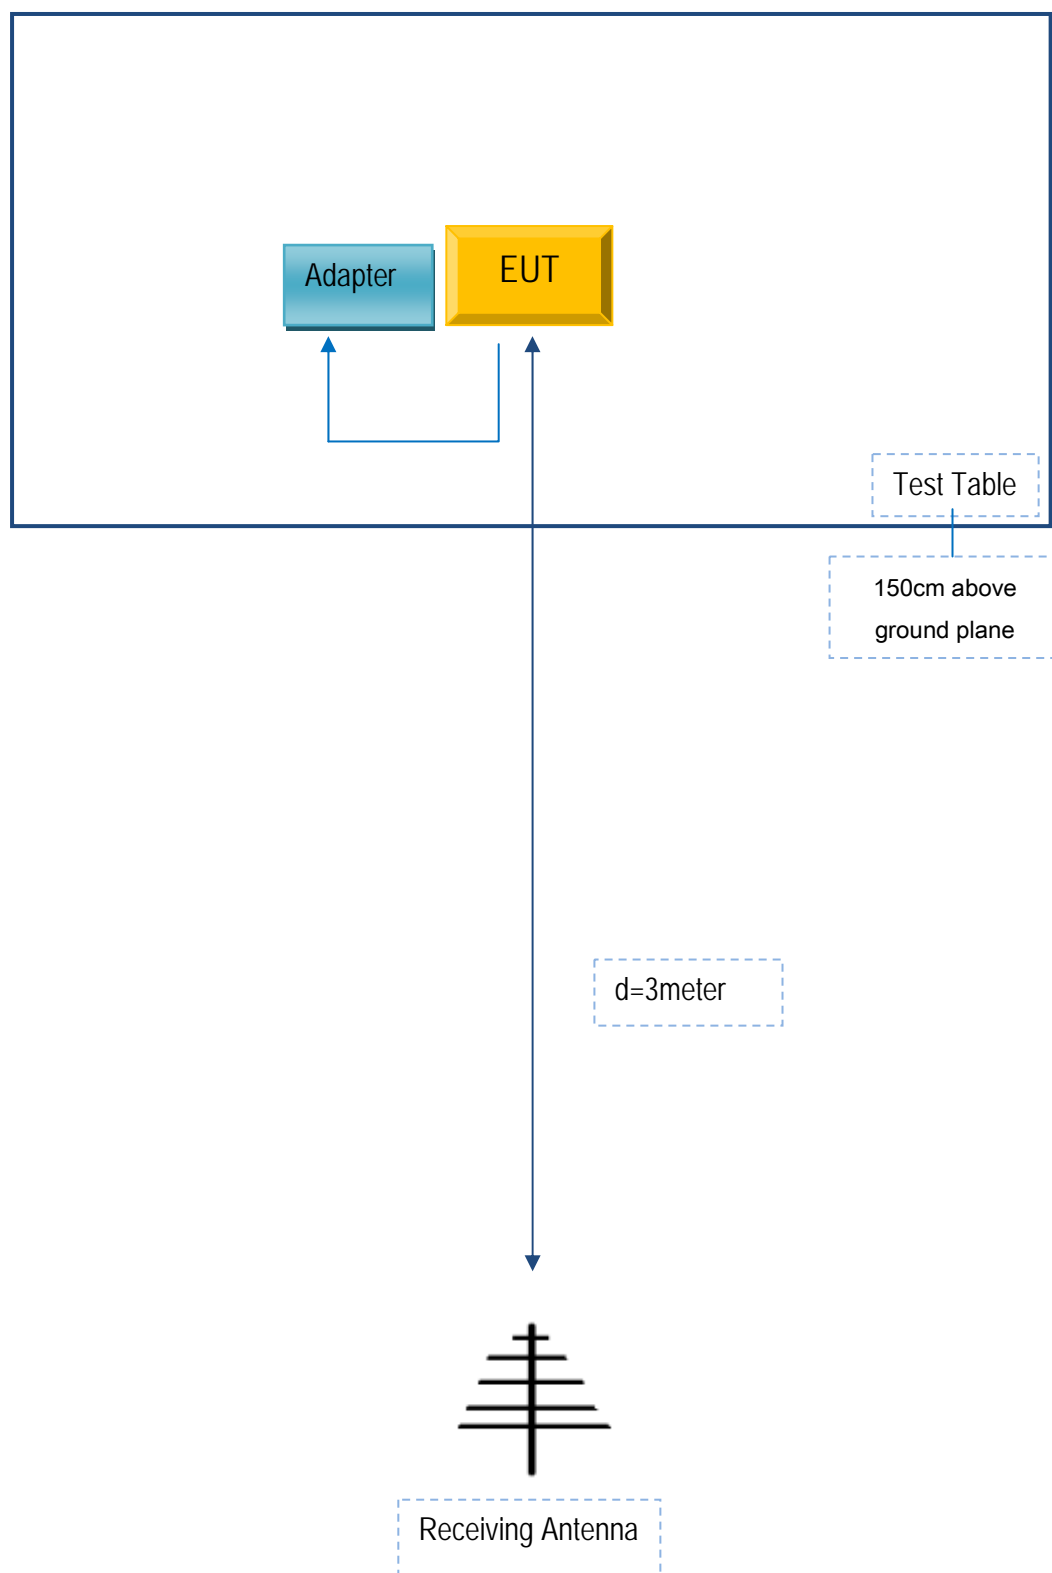 Adapter
EUT
Test Table
150cm above
ground plane
d=3meter
Receiving Antenna